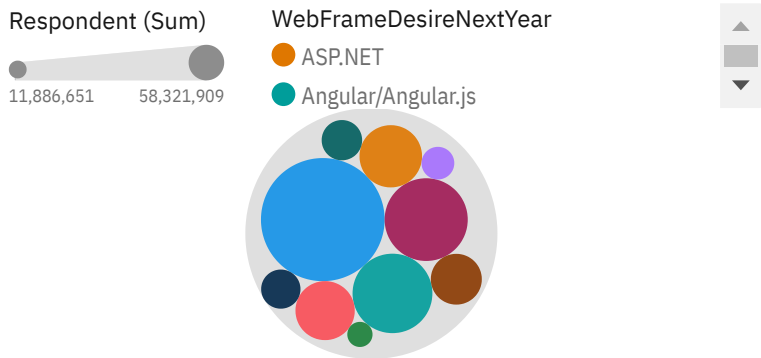 Respondent (Sum)
11,886,651 58,321,909
WebFrameDesireNextYear
ASP.NET
Angular/Angular.js